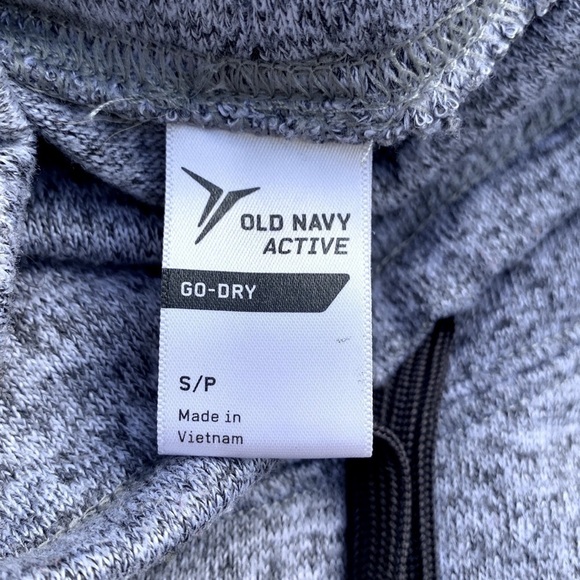 OLD NAVY
ACTIVE
GO-DRY
S/P
Made in
Vietnam